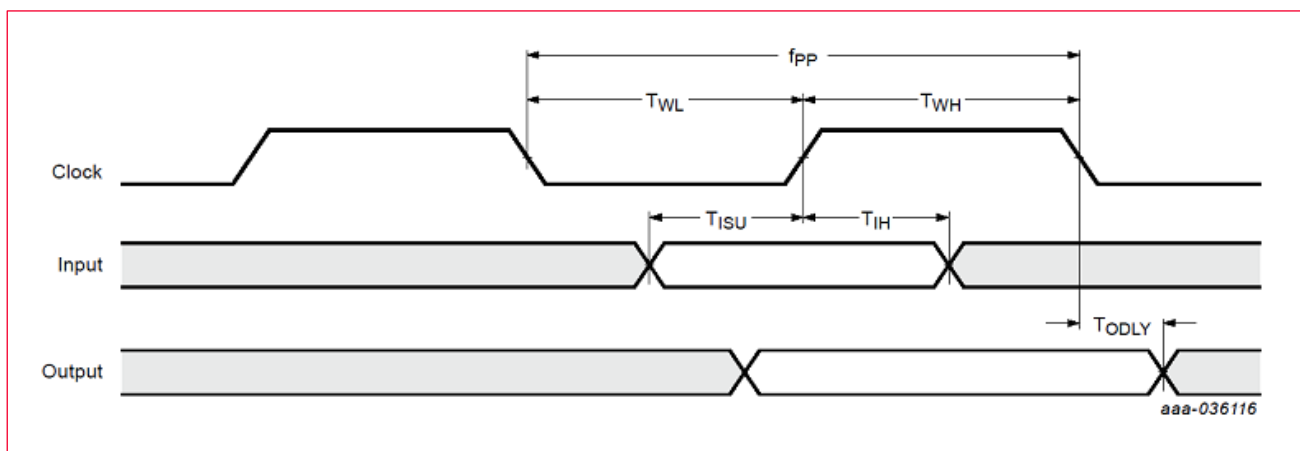 fPP
TWL
TWH
Clock
TISU
TIH
Input
TODLY
Output
aaa-036116